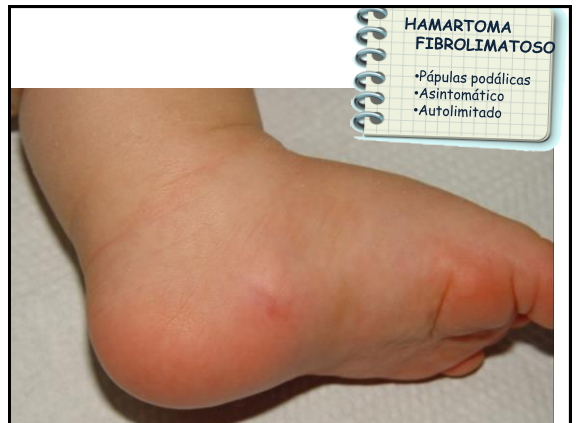 HAMARTOMA
FIBROLIMATOSO
•Pápulas podálicas
•Asintomático
•Autolimitado